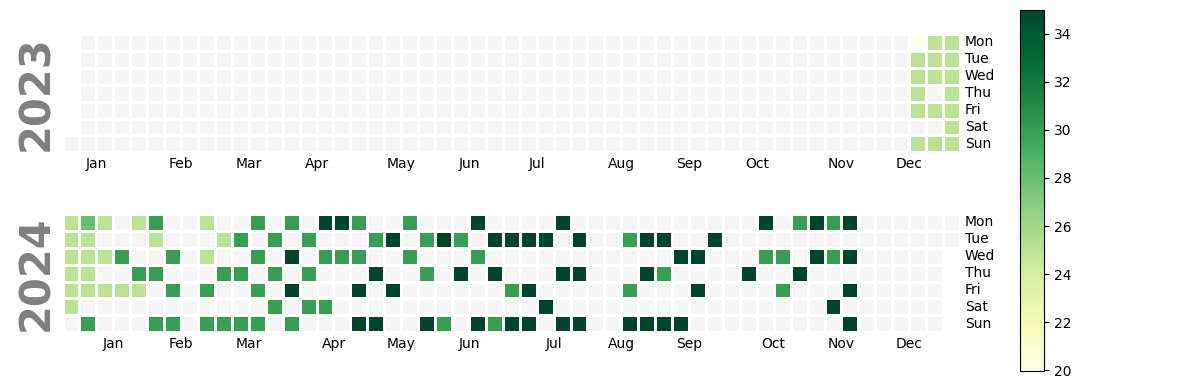 2023
Mon
Tue
Wed
Thu
Fri
Sat
Sun
Jan Feb Mar Apr May Jun Jul Aug Sep Oct Nov Dec
2024
Mon
Tue
Wed
Thu
Fri
Sat
Sun
Jan Feb Mar Apr May Jun Jul Aug Sep Oct Nov Dec
34
32
30
28
26
24
22
20